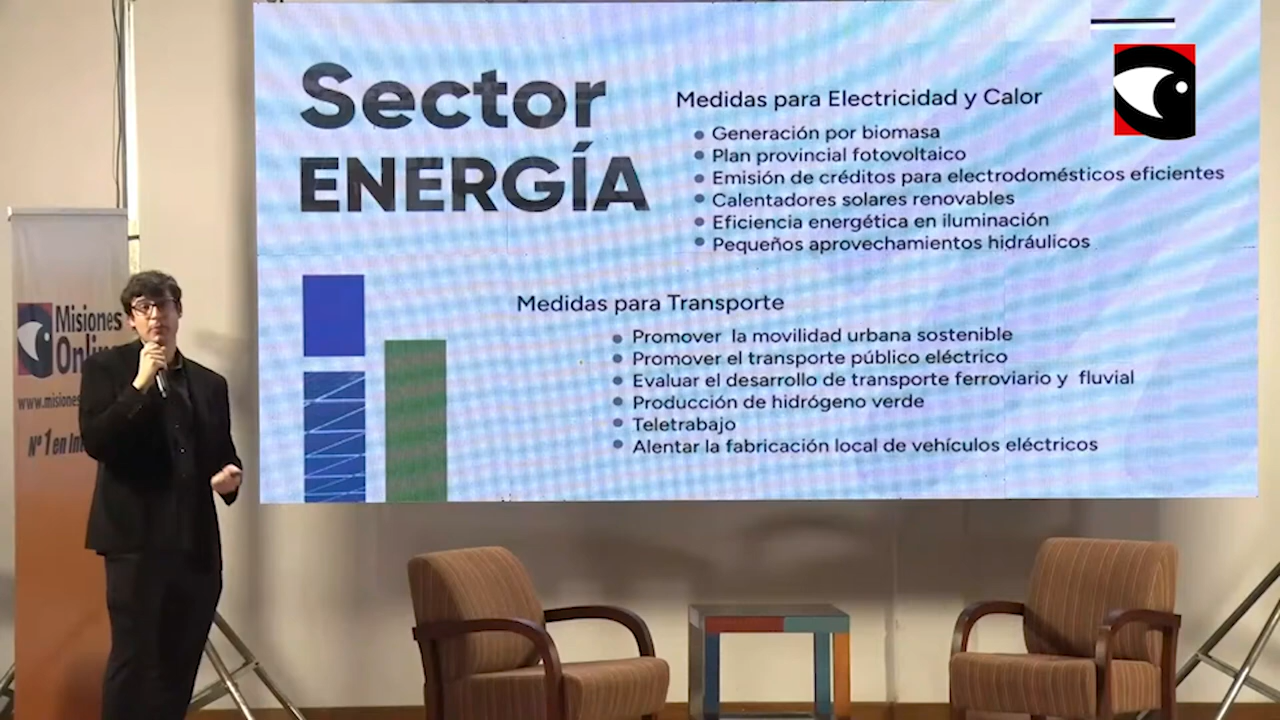 Sector
ENERGÍA
Medidas para Electricidad y Calor
Generación por biomasa
Plan provincial fotovoltaico
Emisión de créditos para electrodomésticos eficientes
Calentadores solares renovables
Eficiencia energética en iluminación
Pequeños aprovechamientos hidráulicos
Medidas para Transporte
Promover la movilidad urbana sostenible
Promover el transporte público eléctrico
Evaluar el desarrollo de transporte ferroviario y fluvial
Producción de hidrógeno verde
Teletrabajo
Alentar la fabricación local de vehículos eléctricos
Misiones
Online
www.misiones
Nº 1 en